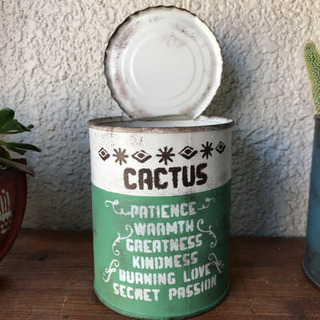 CACTUS
PATIENCE
WARMTH
GREATNESS
KINDNESS
BURNING LOVE
SECRET PASSION